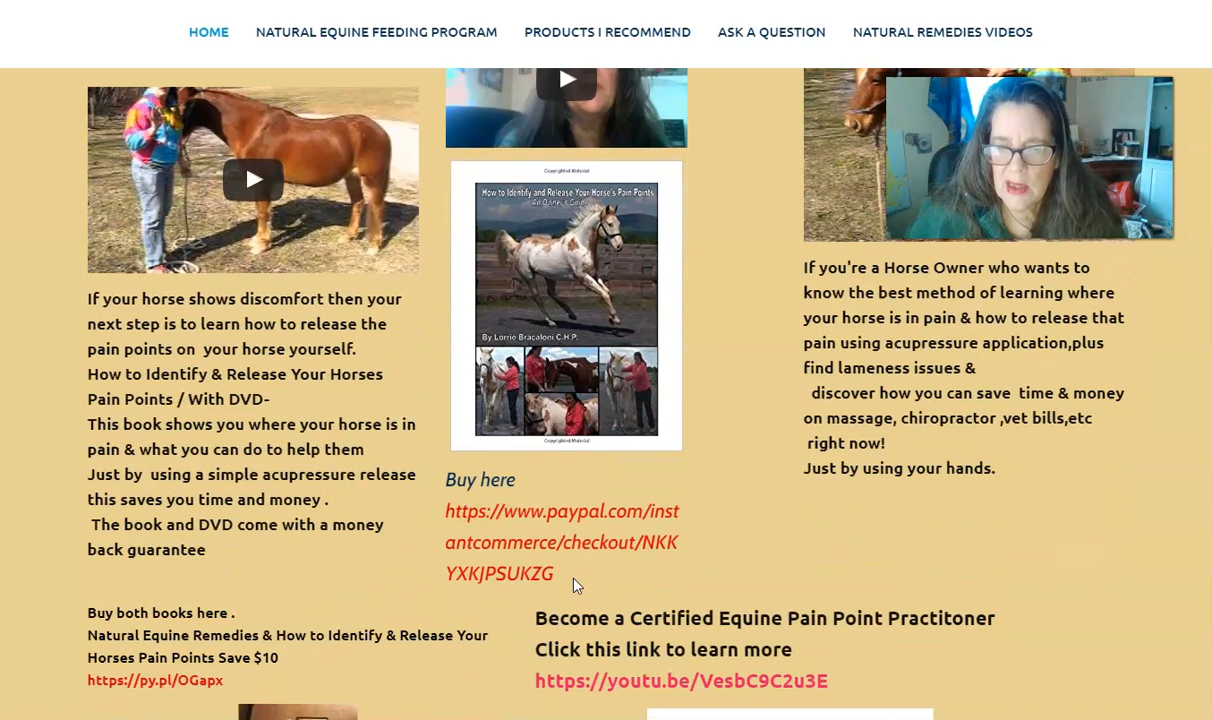 HOME NATURAL EQUINE FEEDING PROGRAM PRODUCTS I RECOMMEND ASK A QUESTION NATURAL REMEDIES VIDEOS
If your horse shows discomfort then your
next step is to learn how to release the
pain points on your horse yourself.
How to Identify & Release Your Horses
Pain Points / With DVD-
This book shows you where your horse is in
pain & what you can do to help them
Just by using a simple acupressure release
this saves you time and money .
The book and DVD come with a money
back guarantee
Copyrighted Material
How to Identify and Release Your Horse's Pain Points
An Owner's Guide
By Lorrie Bracaloni C.H.P.
Copyrighted Material
Buy here
https://www.paypal.com/inst
antcommerce/checkout/NKK
YXKJPSUKZG
If you're a Horse Owner who wants to
know the best method of learning where
your horse is in pain & how to release that
pain using acupressure application,plus
find lameness issues &
discover how you can save time & money
on massage, chiropractor ,vet bills,etc
right now!
Just by using your hands.
Buy both books here .
Natural Equine Remedies & How to Identify & Release Your
Horses Pain Points Save $10
https://py.pl/OGapx
Become a Certified Equine Pain Point Practitoner
Click this link to learn more
https://youtu.be/VesbC9C2u3E